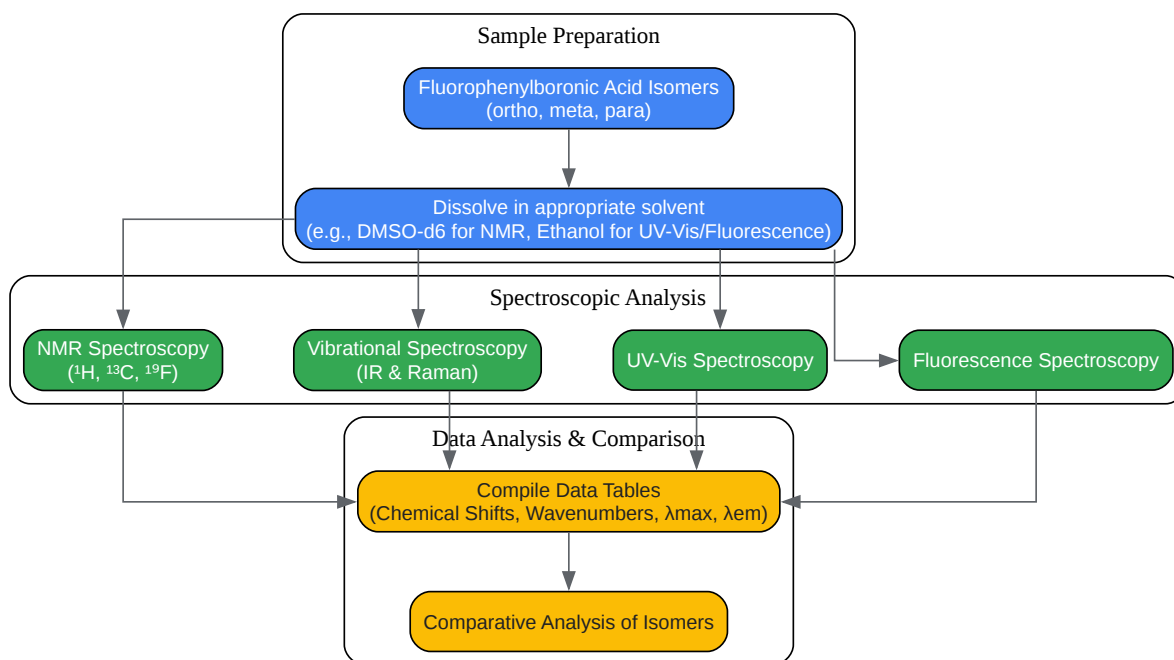 Sample Preparation
Fluorophenylboronic Acid Isomers
(ortho, meta, para)
Dissolve in appropriate solvent
(e.g., DMSO-d6 for NMR, Ethanol for UV-Vis/Fluorescence)
Spectroscopic Analysis
NMR Spectroscopy
(¹H, ¹³C, ¹⁹F)
Vibrational Spectroscopy
(IR & Raman)
UV-Vis Spectroscopy
Fluorescence Spectroscopy
Data Analysis & Comparison
Compile Data Tables
(Chemical Shifts, Wavenumbers, λmax, λem)
Comparative Analysis of Isomers